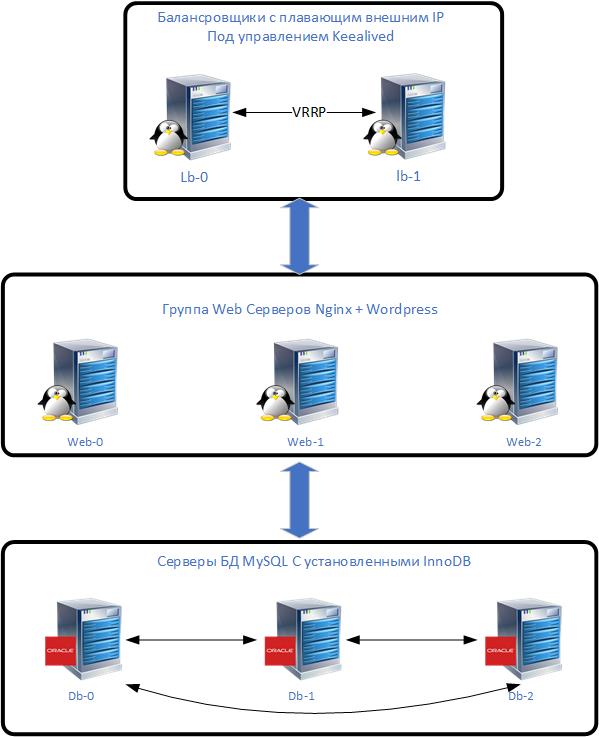 Балансровщики с плавающим внешним IP
Под управлением Keealived
VRRP
Lb-0
lb-1
Группа Web Серверов Nginx + Wordpress
Web-0
Web-1
Web-2
Серверы БД MySQL С установленными InnoDB
ORACLE
ORACLE
ORACLE
Db-0
Db-1
Db-2